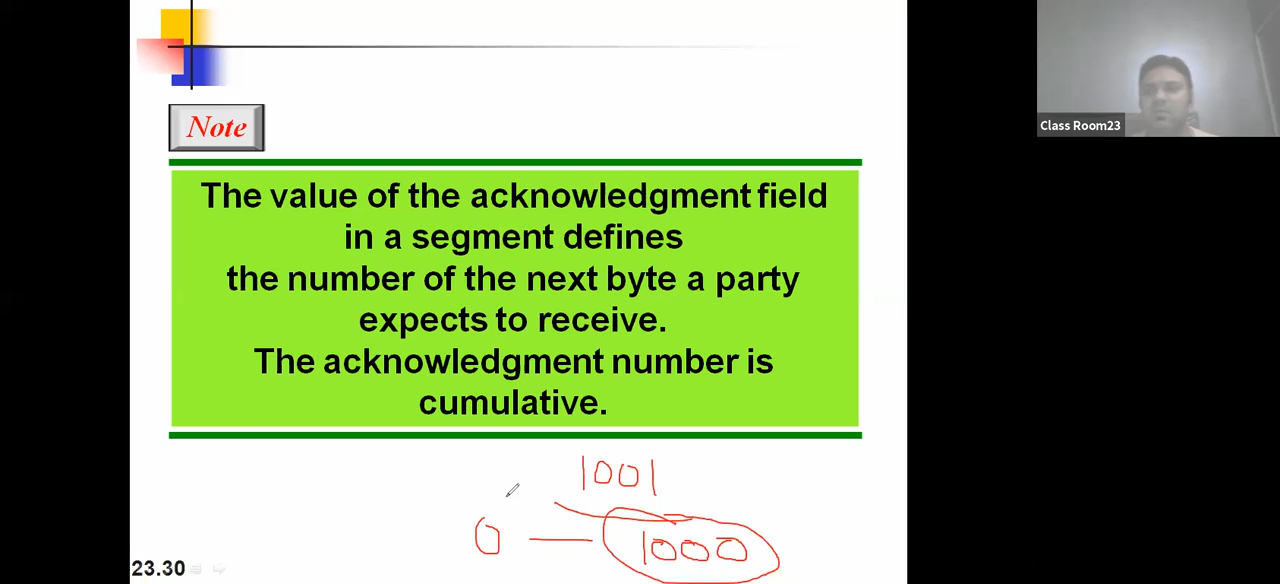 Class Room23
Note
The value of the acknowledgment field
in a segment defines
the number of the next byte a party
expects to receive.
The acknowledgment number is
cumulative.
1001
0 — 1000
23.30